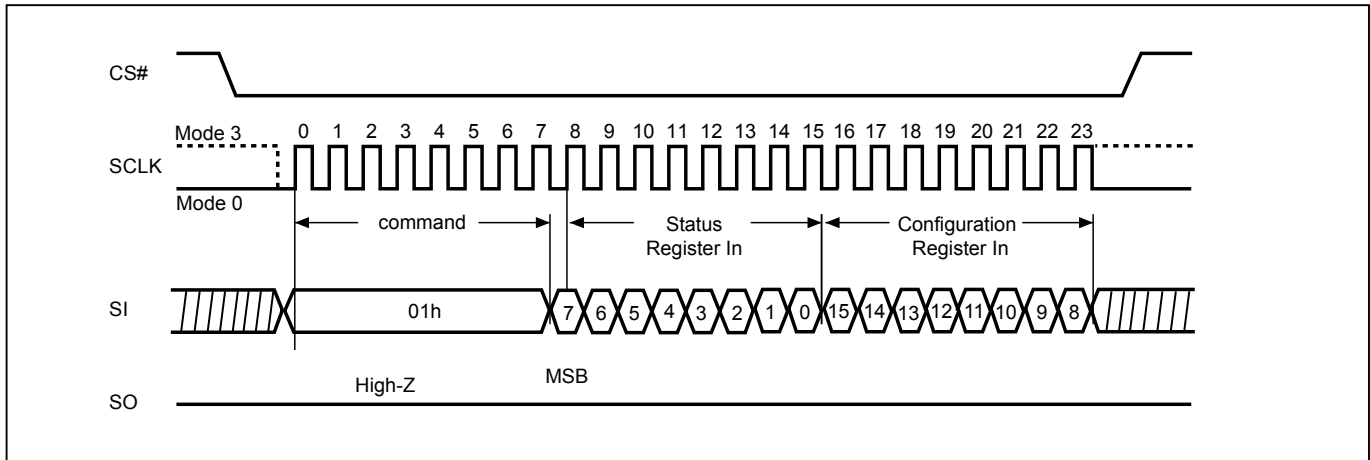 CS#
Mode 3
0 1 2 3 4 5 6 7 8 9 10 11 12 13 14 15 16 17 18 19 20 21 22 23
SCLK
Mode 0
command
Status
Register In
Configuration
Register In
SI
01h
7 6 5 4 3 2 1 0 15 14 13 12 11 10 9 8
High-Z
MSB
SO